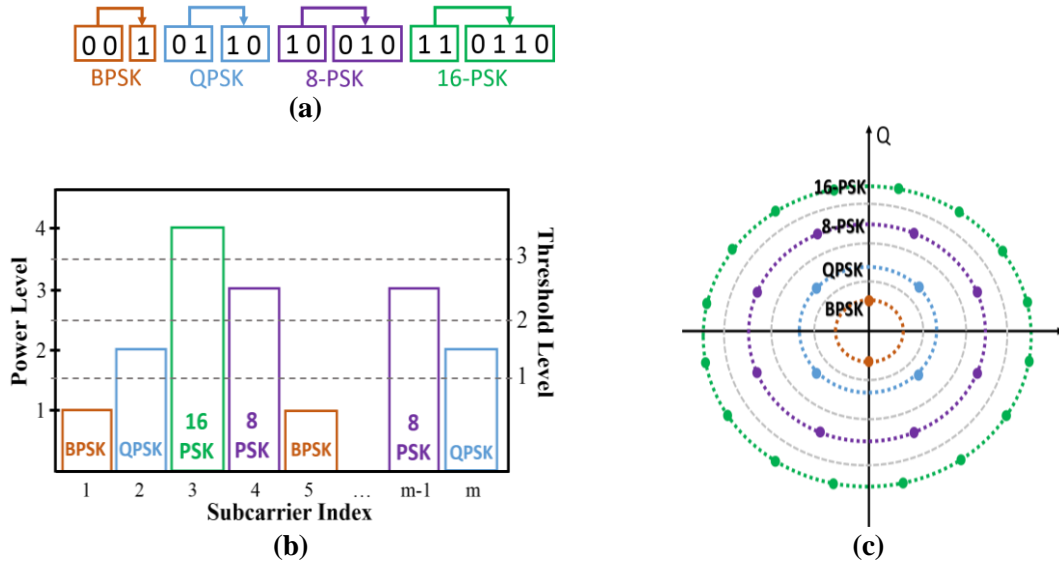 0 0 1 0 1 1 0 1 0 0 1 0 1 1 0 1 1 0
BPSK QPSK 8-PSK 16-PSK
(a)
Power Level
4
3
2
1
3
2
1
Threshold Level
BPSK
QPSK
16
PSK
8
PSK
BPSK
8
PSK
QPSK
1 2 3 4 5 ... m-1 m
Subcarrier Index
(b)
Q
16-PSK
8-PSK
QPSK
BPSK
(c)